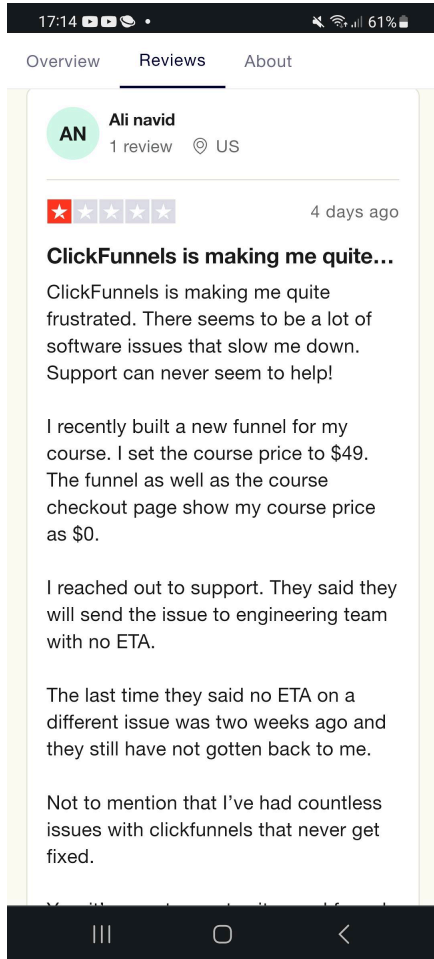 17:14
61%
Overview Reviews About
AN
Ali navid
1 review US
4 days ago
ClickFunnels is making me quite...
ClickFunnels is making me quite
frustrated. There seems to be a lot of
software issues that slow me down.
Support can never seem to help!
I recently built a new funnel for my
course. I set the course price to $49.
The funnel as well as the course
checkout page show my course price
as $0.
I reached out to support. They said they
will send the issue to engineering team
with no ETA.
The last time they said no ETA on a
different issue was two weeks ago and
they still have not gotten back to me.
Not to mention that I’ve had countless
issues with clickfunnels that never get
fixed.